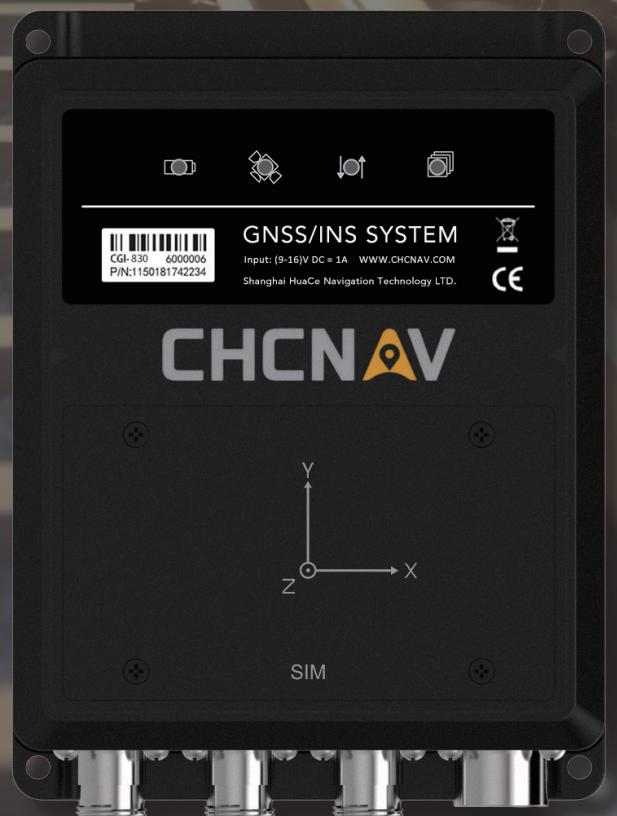 CGI-830 6000006
P/N:1150181742234
GNSS/INS SYSTEM
Input: (9-16)V DC = 1A WWW.CHCNAV.COM
Shanghai HuaCe Navigation Technology LTD.
CE
CHCNAV
Y
X
Z
SIM